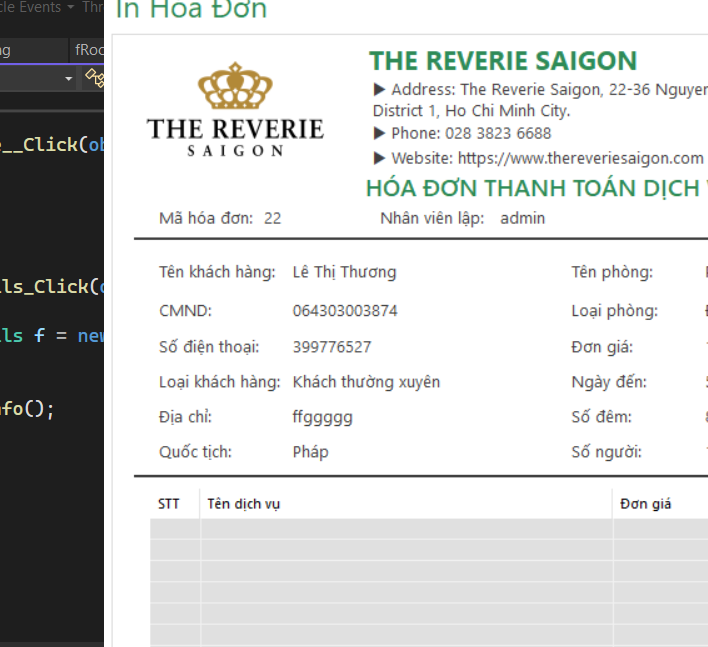 cle Events
In Hóa Đơn
fRoo
THE REVERIE
SAIGON
THE REVERIE SAIGON
▶ Address: The Reverie Saigon, 22-36 Nguyen
District 1, Ho Chi Minh City.
▶ Phone: 028 3823 6688
▶ Website: https://www.thereveriesaigon.com
HÓA ĐƠN THANH TOÁN DỊCH
Mã hóa đơn: 22 Nhân viên lập: admin
Tên khách hàng: Lê Thị Thương Tên phòng:
CMND: 064303003874 Loại phòng:
Số điện thoại: 399776527 Đơn giá:
Loại khách hàng: Khách thường xuyên Ngày đến:
Địa chỉ: ffggggg Số đêm:
Quốc tịch: Pháp Số người:
STT Tên dịch vụ Đơn giá
__Click(ob
ls_Click(
ls f = new
fo();